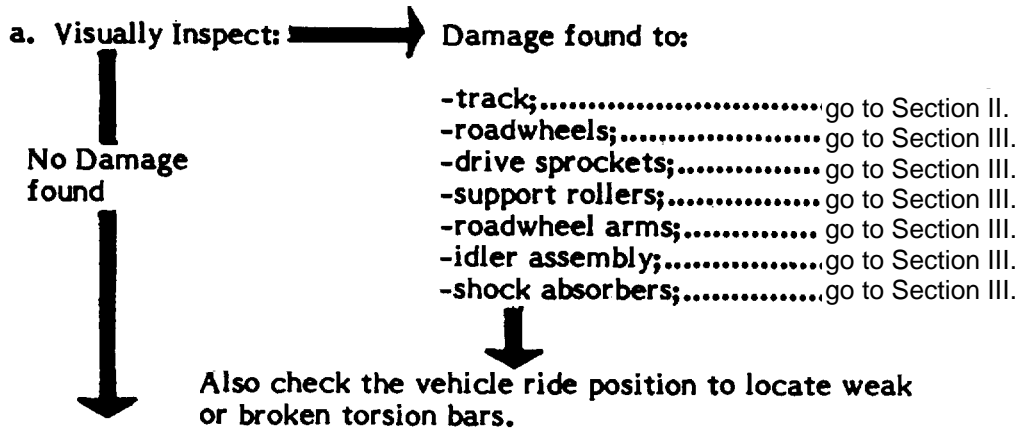 a. Visually Inspect: Damage found to:
-track;.............................go to Section II.
-roadwheels;.....................go to Section III.
No Damage
found
-drive sprockets;...............go to Section III.
-support rollers;................go to Section III.
-roadwheel arms;.............. go to Section III.
-idler assembly;................go to Section III.
-shock absorbers;..............go to Section III.
Also check the vehicle ride position to locate weak
or broken torsion bars.